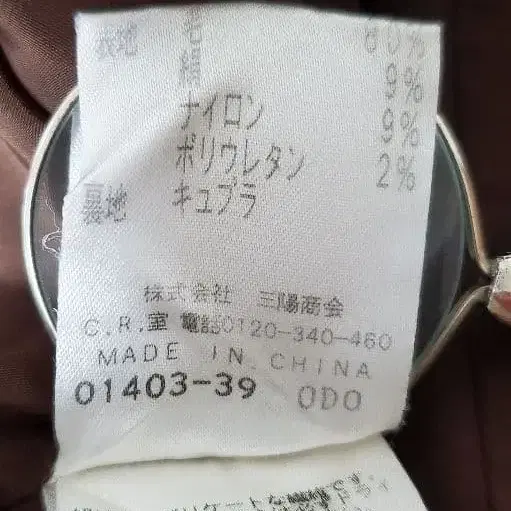 表地 80%
9%
ナイロン 9%
ポリウレタン 2%
裏地 キュプラ
株式会社 三陽商会
C.R.室 電話0120-340-460
MADE IN CHINA
01403-39 ODO